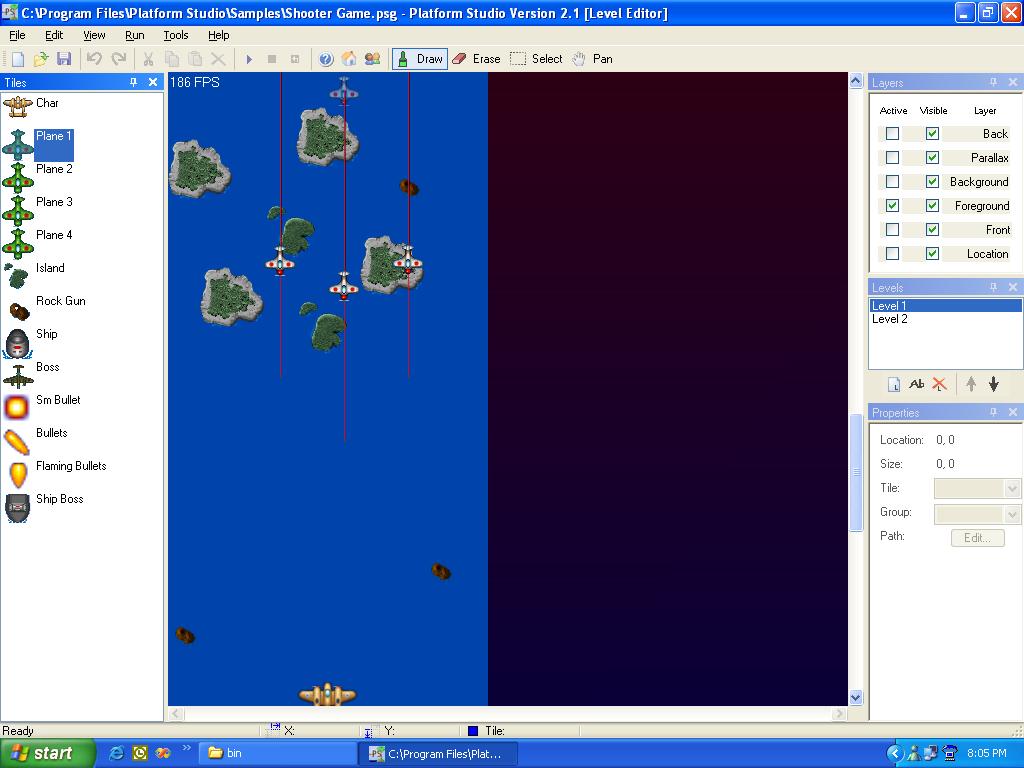 C:\Program Files\Platform Studio\Samples\Shooter Game.psg - Platform Studio Version 2.1 [Level Editor]
File Edit View Run Tools Help
Draw Erase Select Pan
Tiles
Char
Plane 1
Plane 2
Plane 3
Plane 4
Island
Rock Gun
Ship
Boss
Sm Bullet
Bullets
Flaming Bullets
Ship Boss
186 FPS
Layers
Active Visible Layer
Back
Parallax
Background
Foreground
Front
Location
Levels
Level 1
Level 2
Ab
Properties
Location: 0, 0
Size: 0, 0
Tile:
Group:
Path: Edit...
Ready X: Y: Tile:
start bin C:\Program Files\Plat... 8:05 PM